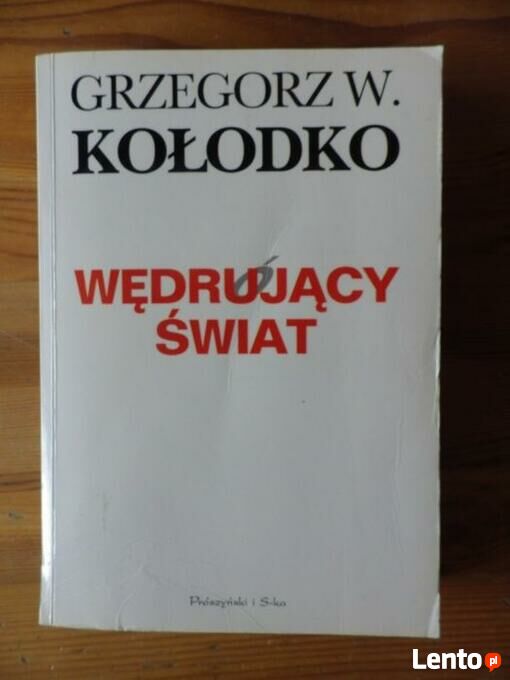 GRZEGORZ W.
KOŁODKO
ó
WĘDRUJĄCY
ŚWIAT
Prószyński i S-ka
Lento pl